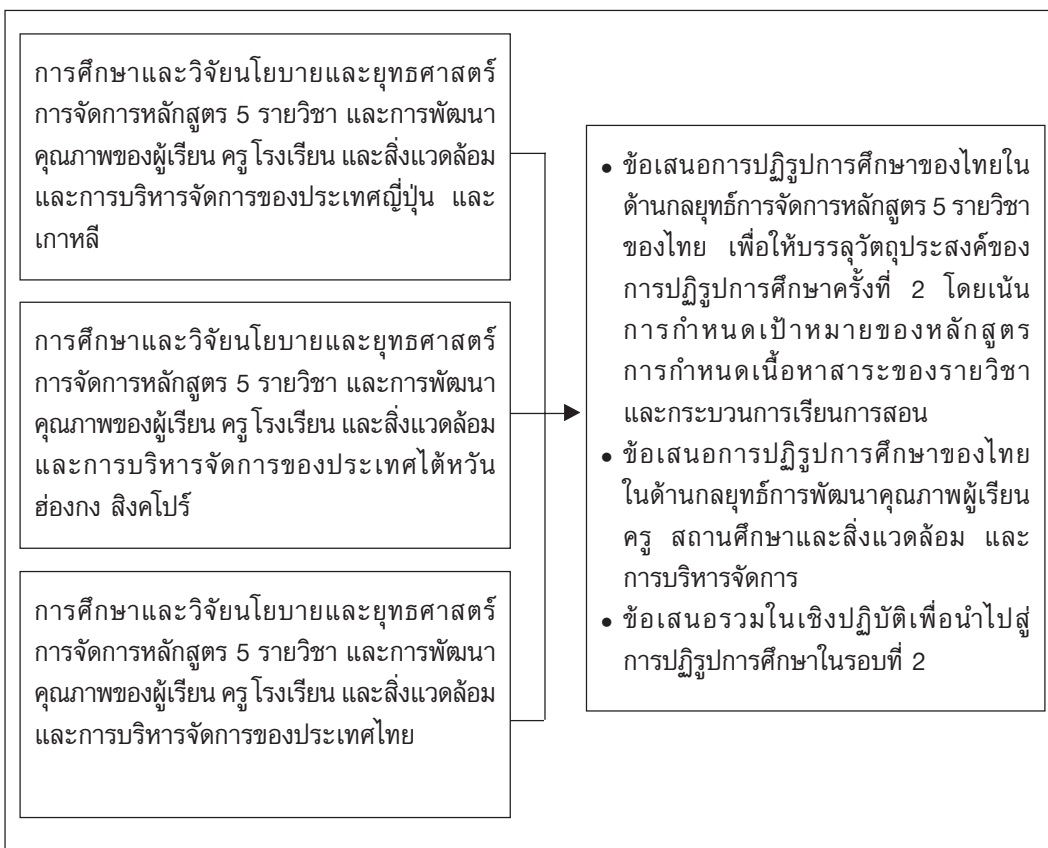 การศึกษาและวิจัยนโยบายและยุทธศาสตร์
การจัดการหลักสูตร 5 รายวิชา และการพัฒนา
คุณภาพของผู้เรียน ครู โรงเรียน และสิ่งแวดล้อม
และการบริหารจัดการของประเทศญี่ปุ่น และ
เกาหลี
การศึกษาและวิจัยนโยบายและยุทธศาสตร์
การจัดการหลักสูตร 5 รายวิชา และการพัฒนา
คุณภาพของผู้เรียน ครู โรงเรียน และสิ่งแวดล้อม
และการบริหารจัดการของประเทศไต้หวัน
ฮ่องกง สิงคโปร์
การศึกษาและวิจัยนโยบายและยุทธศาสตร์
การจัดการหลักสูตร 5 รายวิชา และการพัฒนา
คุณภาพของผู้เรียน ครู โรงเรียน และสิ่งแวดล้อม
และการบริหารจัดการของประเทศไทย
• ข้อเสนอการปฏิรูปการศึกษาของไทยใน
ด้านกลยุทธ์การจัดการหลักสูตร 5 รายวิชา
ของไทย เพื่อให้บรรลุวัตถุประสงค์ของ
การปฏิรูปการศึกษาครั้งที่ 2 โดยเน้น
การกำหนดเป้าหมายของหลักสูตร
การกำหนดเนื้อหาสาระของรายวิชา
และกระบวนการเรียนการสอน
• ข้อเสนอการปฏิรูปการศึกษาของไทย
ในด้านกลยุทธ์การพัฒนาคุณภาพผู้เรียน
ครู สถานศึกษาและสิ่งแวดล้อม และ
การบริหารจัดการ
• ข้อเสนอรวมในเชิงปฏิบัติเพื่อนำไปสู่
การปฏิรูปการศึกษาในรอบที่ 2